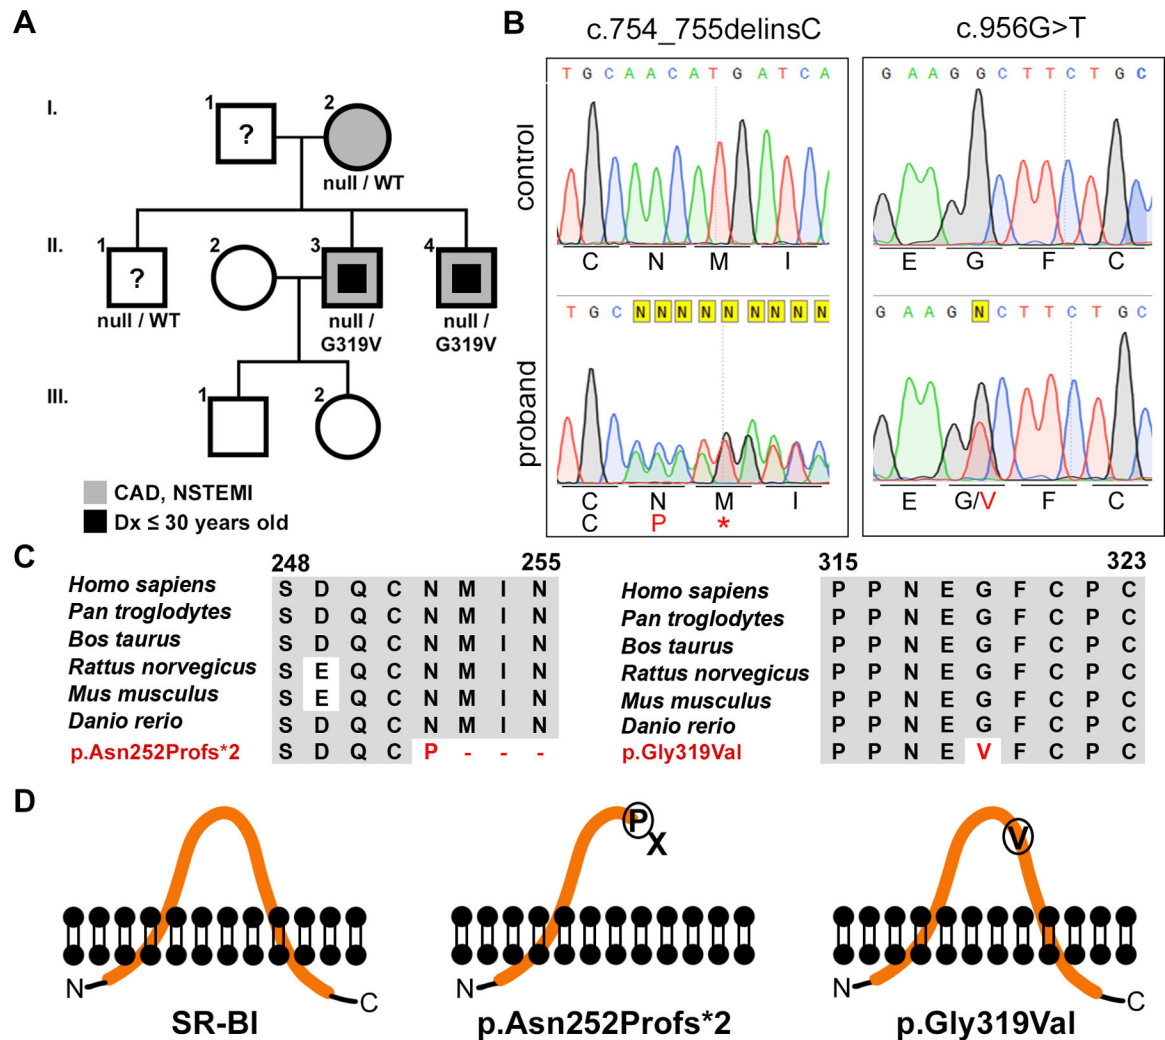 A
I.
1
?
2
null / WT
II.
1
?
null / WT
2
3
null /
G319V
4
null /
G319V
III.
1
2
CAD, NSTEMI
Dx ≤ 30 years old
B
c.754_755delinsC
c.956G>T
control
T G C A A C A T G A T C A
C N M I
G A A G G C T T C T G C
E G F C
proband
T G C N N N N N N N N N
C N M I
C P *
G A A G N C T T C T G C
E G/V F C
C
248 255
Homo sapiens S D Q C N M I N
Pan troglodytes S D Q C N M I N
Bos taurus S D Q C N M I N
Rattus norvegicus S E Q C N M I N
Mus musculus S E Q C N M I N
Danio rerio S D Q C N M I N
p.Asn252Profs*2 S D Q C P - - -
315 323
Homo sapiens P P N E G F C P C
Pan troglodytes P P N E G F C P C
Bos taurus P P N E G F C P C
Rattus norvegicus P P N E G F C P C
Mus musculus P P N E G F C P C
Danio rerio P P N E G F C P C
p.Gly319Val P P N E V F C P C
D
N C
SR-BI
N P X
p.Asn252Profs*2
N V C
p.Gly319Val